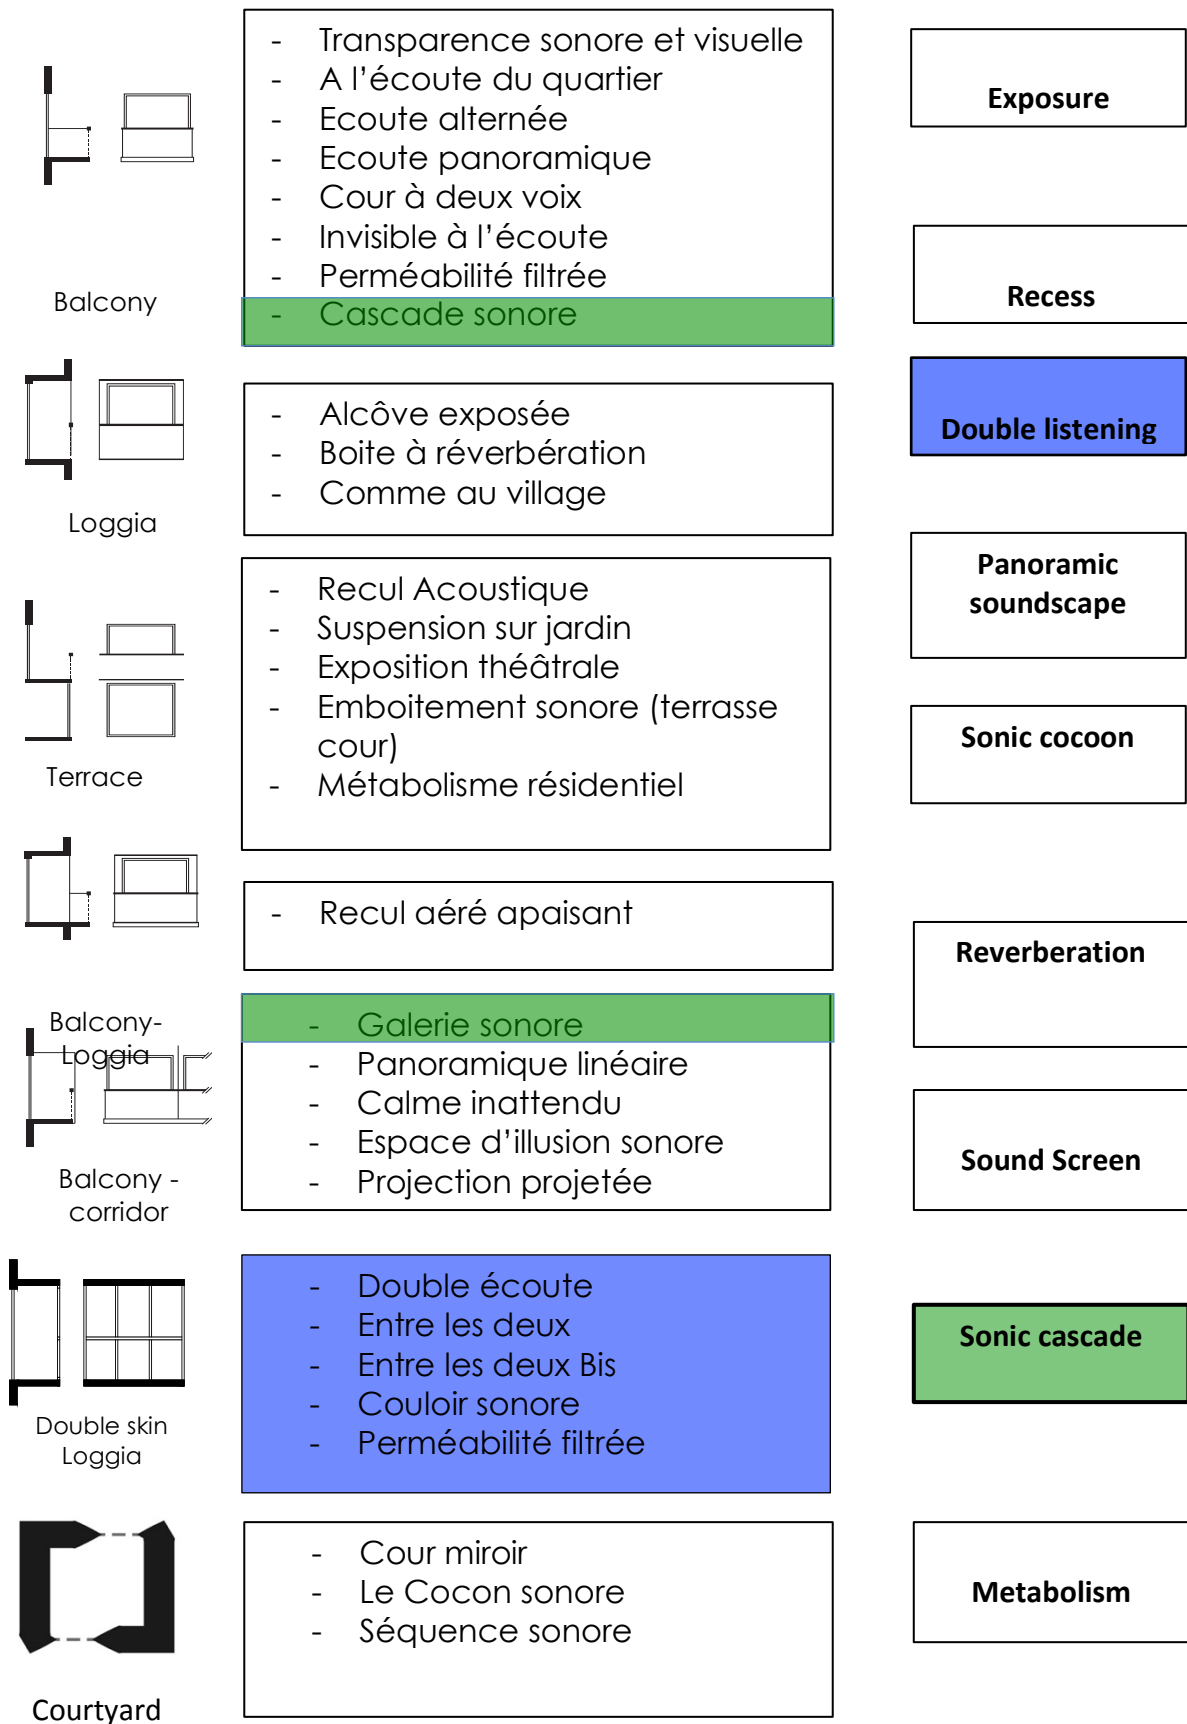 - Transparence sonore et visuelle
- A l’écoute du quartier
- Ecoute alternée
- Ecoute panoramique
- Cour à deux voix
- Invisible à l’écoute
- Perméabilité filtrée
- Cascade sonore
Balcony
- Alcôve exposée
- Boite à réverbération
- Comme au village
Loggia
- Recul Acoustique
- Suspension sur jardin
- Exposition théâtrale
- Emboitement sonore (terrasse
cour)
- Métabolisme résidentiel
Terrace
- Recul aéré apaisant
Balcony-
Loggia
- Galerie sonore
- Panoramique linéaire
- Calme inattendu
- Espace d’illusion sonore
- Projection projetée
Balcony -
corridor
- Double écoute
- Entre les deux
- Entre les deux Bis
- Couloir sonore
- Perméabilité filtrée
Double skin
Loggia
- Cour miroir
- Le Cocon sonore
- Séquence sonore
Courtyard
Exposure
Recess
Double listening
Panoramic
soundscape
Sonic cocoon
Reverberation
Sound Screen
Sonic cascade
Metabolism